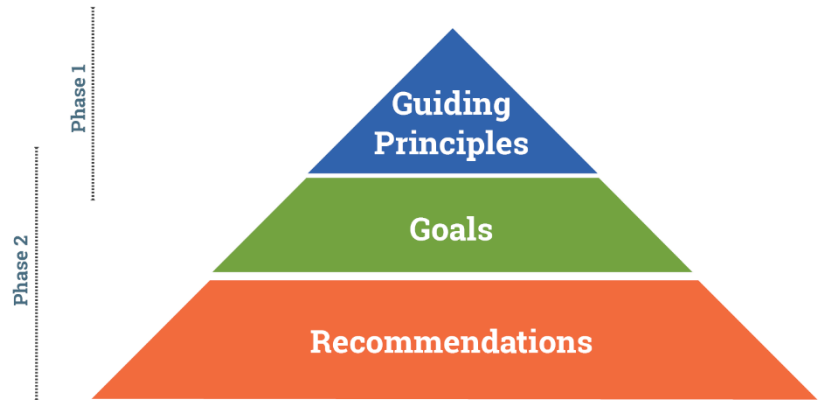 Phase 1
Guiding
Principles
Phase 2
Goals
Recommendations